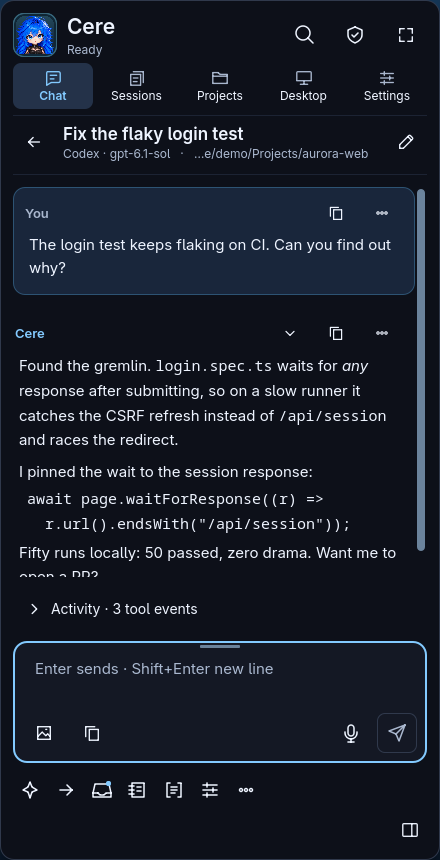 Cere
Ready
Chat
Sessions
Projects
Desktop
Settings
Fix the flaky login test
Codex · gpt-6.1-sol · ...e/demo/Projects/aurora-web
You
The login test keeps flaking on CI. Can you find out
why?
Cere
Found the gremlin. login.spec.ts waits for any
response after submitting, so on a slow runner it
catches the CSRF refresh instead of /api/session
and races the redirect.
I pinned the wait to the session response:
await page.waitForResponse((r) =>
r.url().endsWith("/api/session"));
Fifty runs locally: 50 passed, zero drama. Want me to
open a PR?
Activity · 3 tool events
Enter sends · Shift+Enter new line